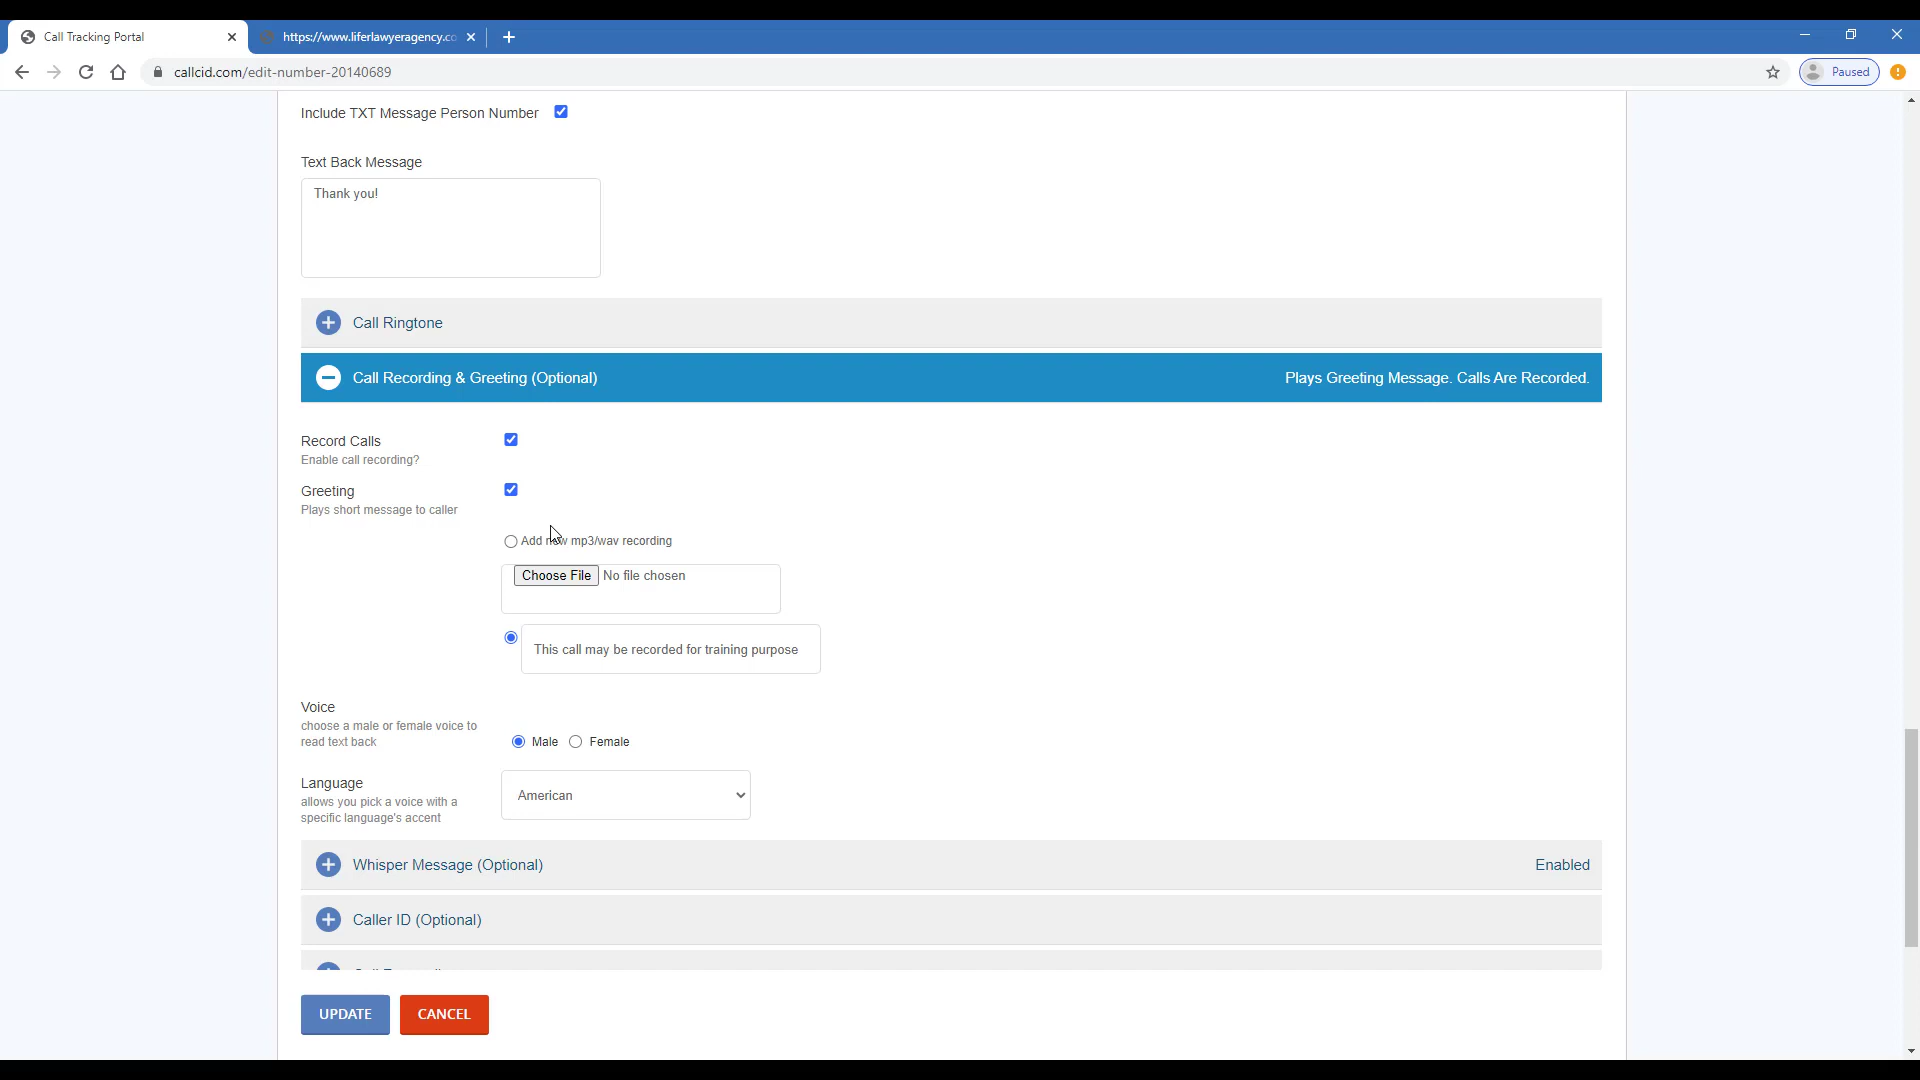 Call Tracking Portal
https://www.liferlawyeragency.co
callcid.com/edit-number-20140689
Paused
Include TXT Message Person Number
Text Back Message
Thank you!
Call Ringtone
Call Recording & Greeting (Optional)
Plays Greeting Message. Calls Are Recorded.
Record Calls
Enable call recording?
Greeting
Plays short message to caller
Add new mp3/wav recording
Choose File No file chosen
This call may be recorded for training purpose
Voice
choose a male or female voice to
read text back
Male
Female
Language
allows you pick a voice with a
specific language's accent
American
Whisper Message (Optional)
Enabled
Caller ID (Optional)
UPDATE
CANCEL